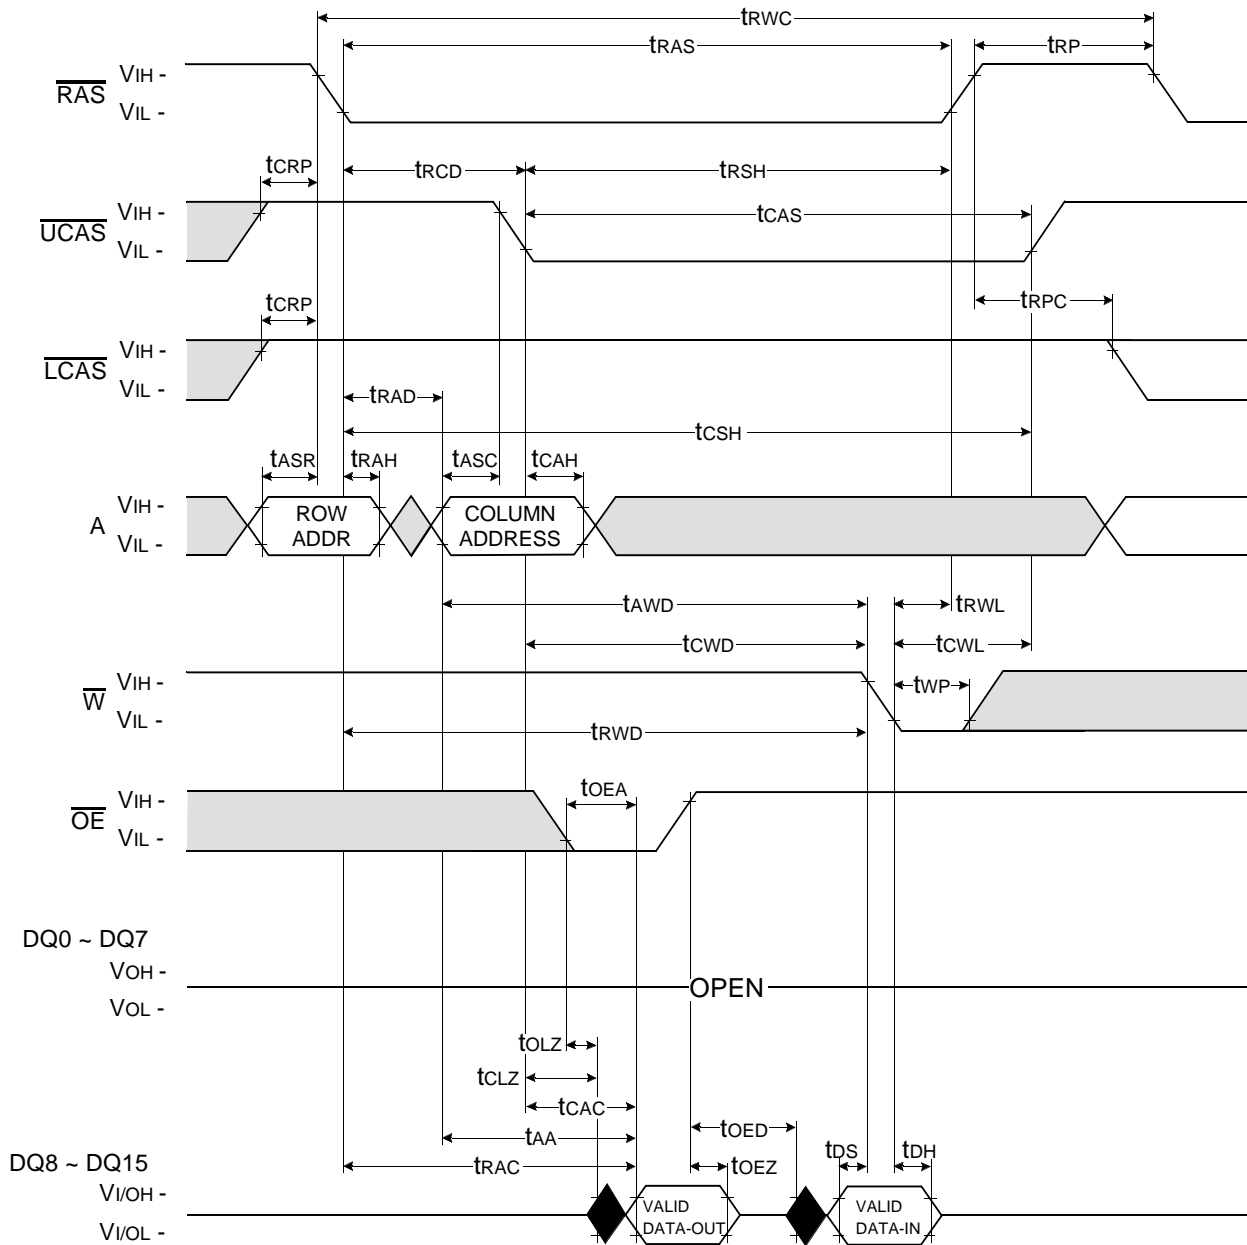 tRWC
tRAS
tRP
RAS
VIH -
VIL -
tCRP
tRCD
tRSH
UCAS
VIH -
VIL -
tCAS
tCRP
tRPC
LCAS
VIH -
VIL -
tRAD
tCSH
tASR
tRAH
tASC
tCAH
A
VIH -
VIL -
ROW
ADDR
COLUMN
ADDRESS
tAWD
tRWL
tCWD
tCWL
W
VIH -
VIL -
tWP
tRWD
OE
VIH -
VIL -
tOEA
DQ0 ~ DQ7
VOH -
VOL -
OPEN
tOLZ
tCLZ
tCAC
tOED
tAA
tDS
tDH
DQ8 ~ DQ15
tRAC
tOEZ
VI/OH -
VI/OL -
VALID
DATA-OUT
VALID
DATA-IN